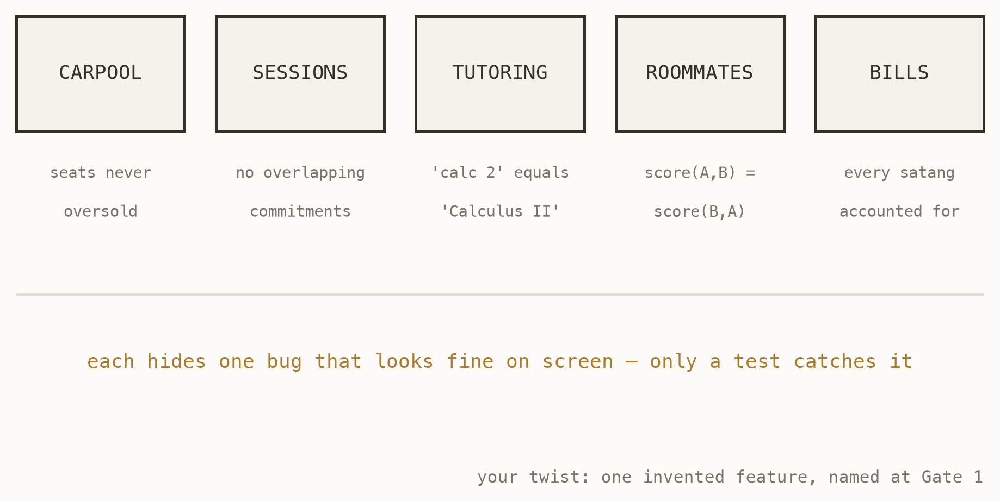 CARPOOL
SESSIONS
TUTORING
ROOMMATES
BILLS
seats never
oversold
no overlapping
commitments
'calc 2' equals
'Calculus II'
score(A,B) =
score(B,A)
every satang
accounted for
each hides one bug that looks fine on screen — only a test catches it
your twist: one invented feature, named at Gate 1